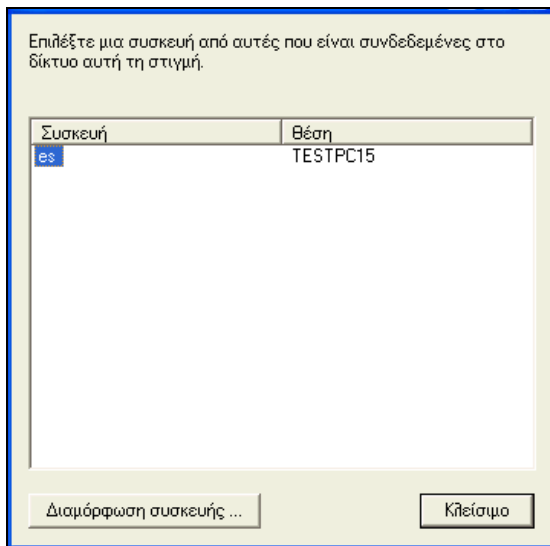 Επιλέξτε μια συσκευή από αυτές που είναι συνδεδεμένες στο
δίκτυο αυτή τη στιγμή.
Συσκευή Θέση
es TESTPC15
Διαμόρφωση συσκευής ... Κλείσιμο